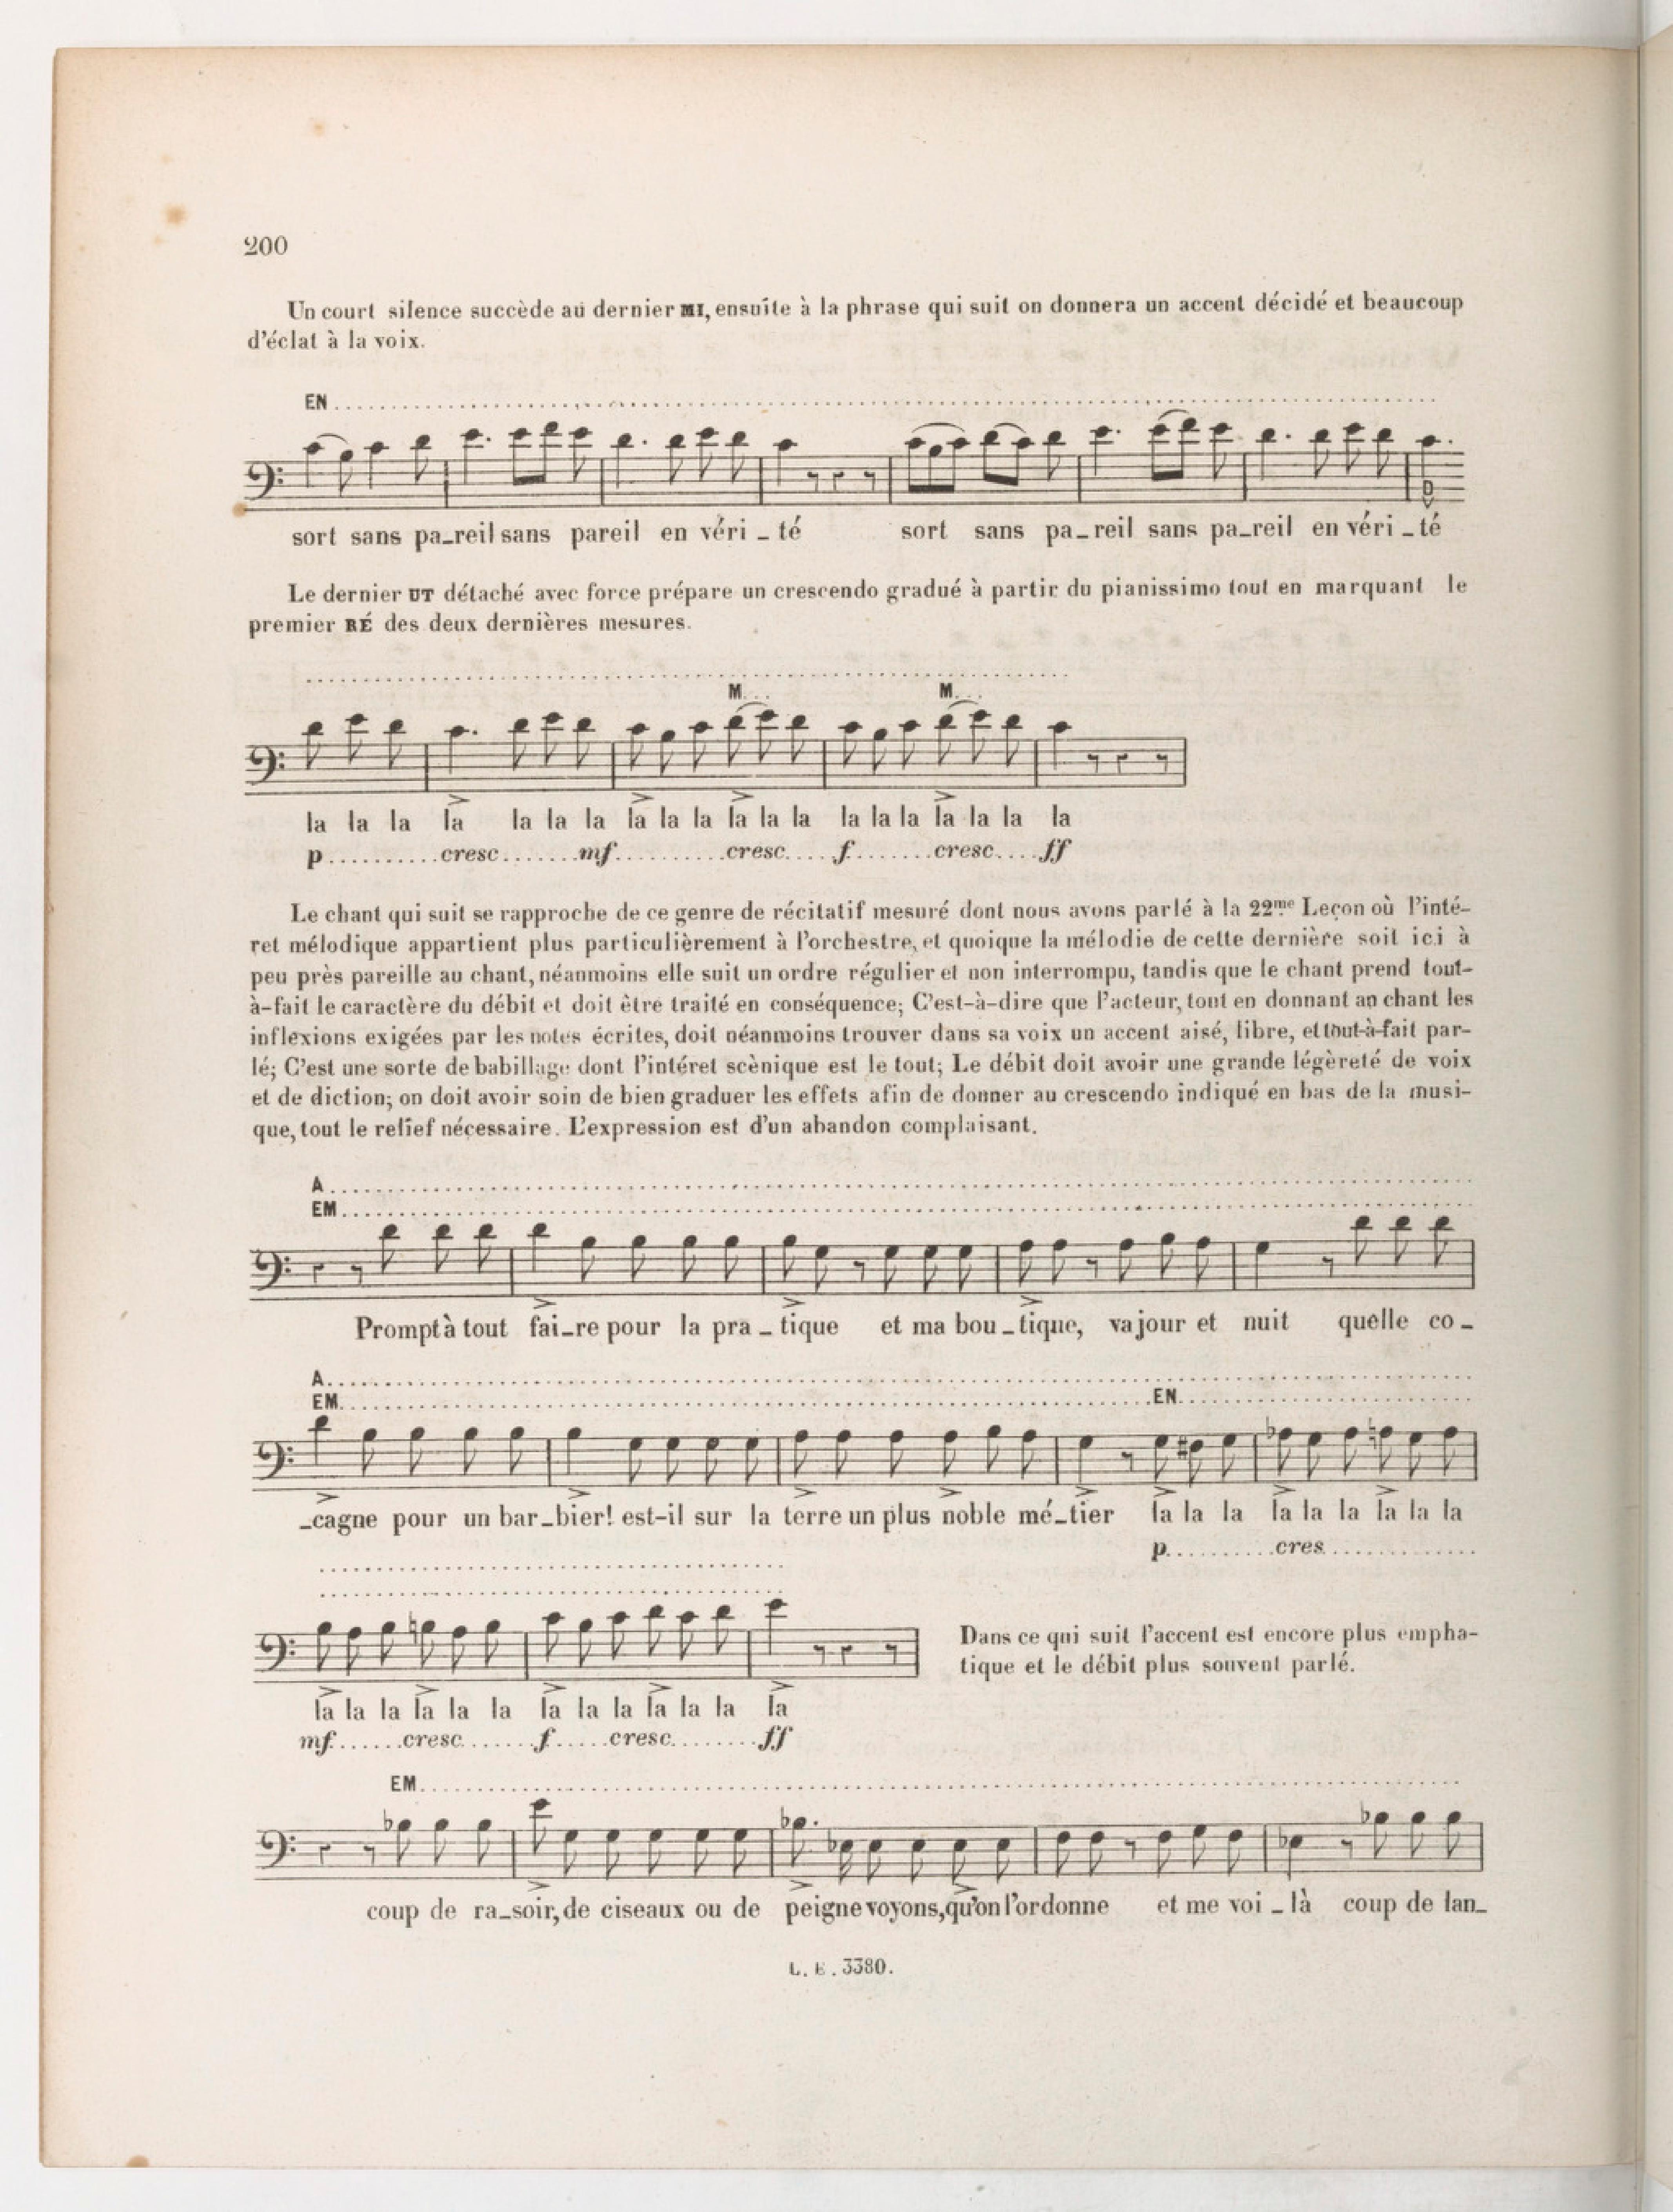 200
Un court silence succède au dernier MI, ensuite à la phrase qui suit on donnera un accent décidé et beaucoup
d'éclat à la voix.
EN
sort sans pa_reil sans pareil en véri _ té sort sans pa_reil sans pa_reil en véri _ té
Le dernier UT détaché avec force prépare un crescendo gradué à partir du pianissimo tout en marquant le
premier RÉ des deux dernières mesures.
M... M...
la la la la la la la la la la la la la la la la la la la la
p..........cresc.......mf..........cresc....f........cresc....ff
Le chant qui suit se rapproche de ce genre de récitatif mesuré dont nous avons parlé à la 22me Leçon où l'inté-
ret mélodique appartient plus particulièrement à l'orchestre, et quoique la mélodie de cette dernière soit ici à
peu près pareille au chant, néanmoins elle suit un ordre régulier et non interrompu, tandis que le chant prend tout-
à-fait le caractère du débit et doit être traité en conséquence; C'est-à-dire que l'acteur, tout en donnant au chant les
inflexions exigées par les notes écrites, doit néanmoins trouver dans sa voix un accent aisé, libre, et tout-à-fait par-
lé; C'est une sorte de babillage dont l'intéret scènique est le tout; Le débit doit avoir une grande légèreté de voix
et de diction; on doit avoir soin de bien graduer les effets afin de donner au crescendo indiqué en bas de la musi-
que, tout le relief nécessaire. L'expression est d'un abandon complaisant.
A
EM
Prompt à tout fai_re pour la pra _ tique et ma bou _ tique, va jour et nuit quelle co _
A
EM EN
_cagne pour un bar_bier! est-il sur la terre un plus noble mé_tier la la la la la la la la la
p..........cres..............
Dans ce qui suit l'accent est encore plus empha-
tique et le débit plus souvent parlé.
la la la la la la la la la la la la la
mf......cresc.......f.....cresc........ff
EM
coup de ra_soir, de ciseaux ou de peigne voyons, qu'on l'ordonne et me voi _ là coup de lan_
L. E. 3380.